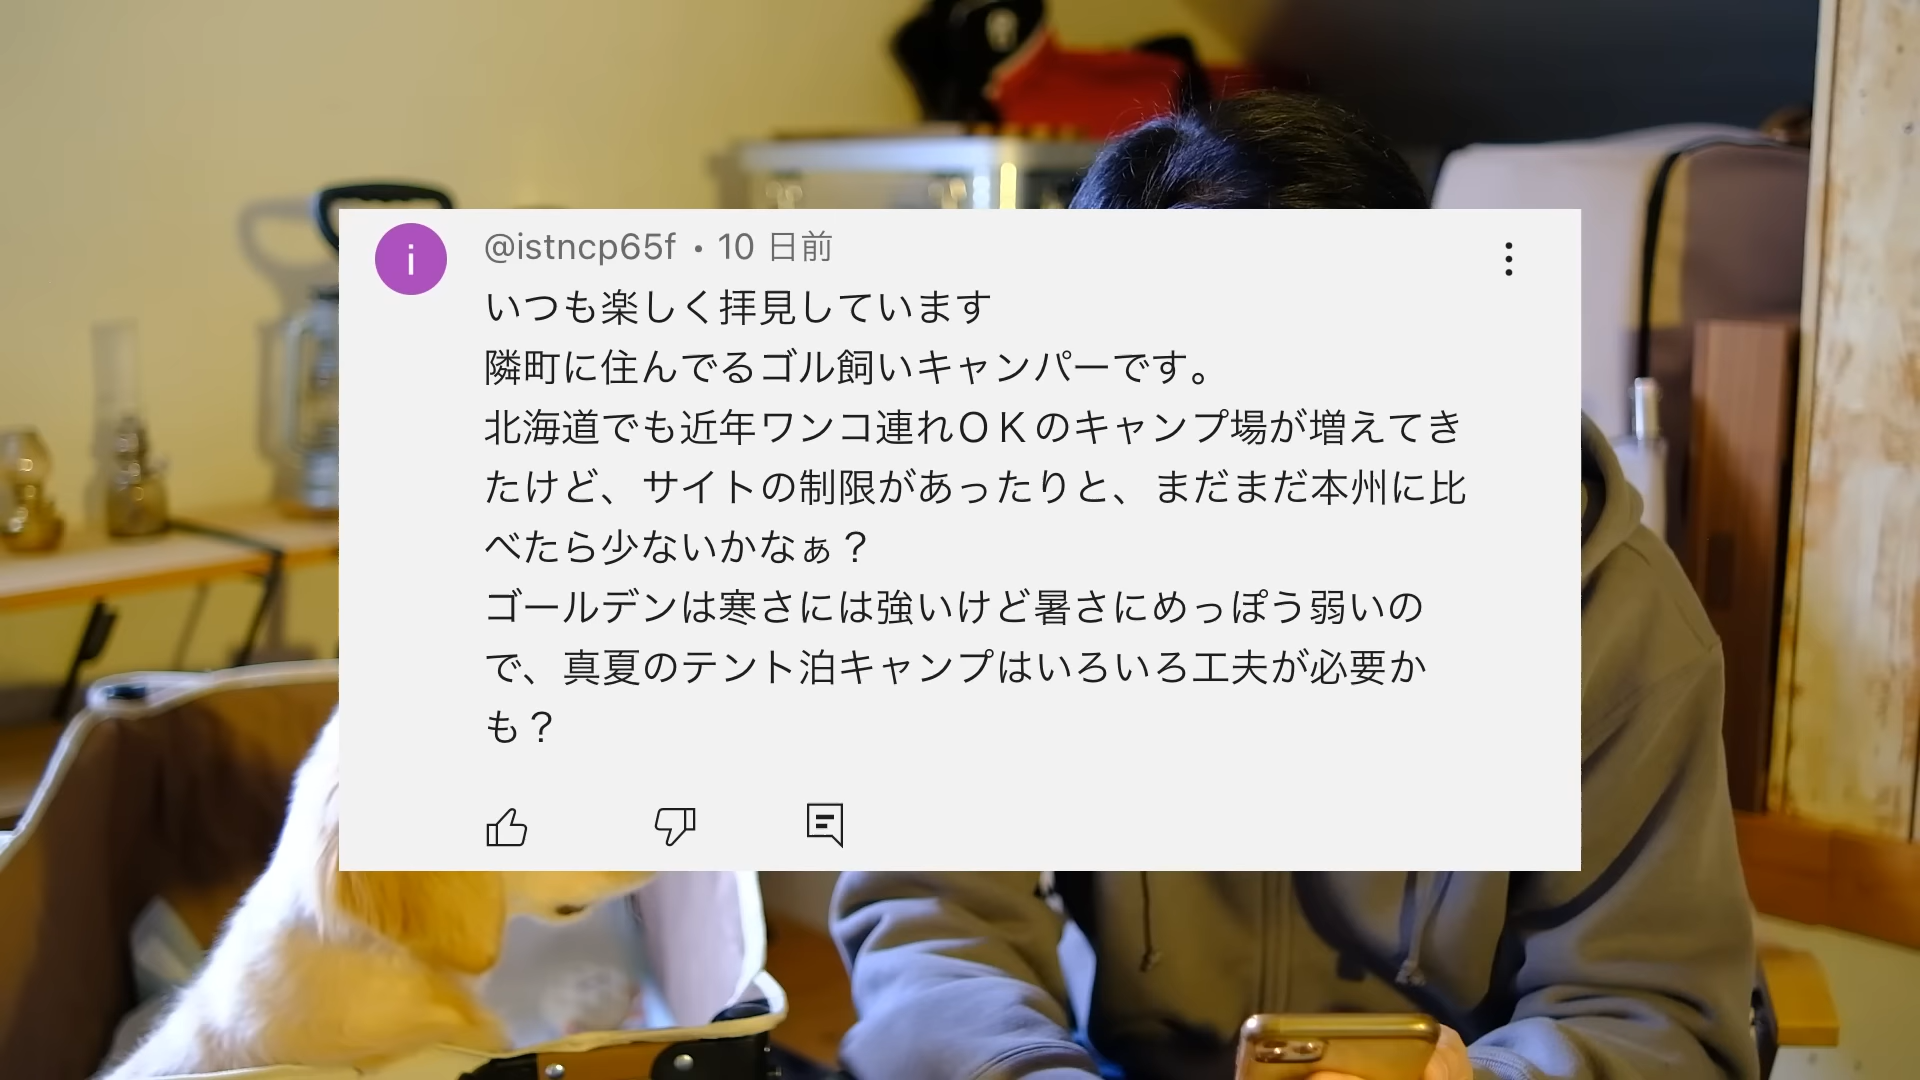 i
@istncp65f・10 日前
いつも楽しく拝見しています
隣町に住んでるゴル飼いキャンパーです。
北海道でも近年ワンコ連れＯＫのキャンプ場が増えてき
たけど、サイトの制限があったりと、まだまだ本州に比
べたら少ないかなぁ？
ゴールデンは寒さには強いけど暑さにめっぽう弱いの
で、真夏のテント泊キャンプはいろいろ工夫が必要か
も？